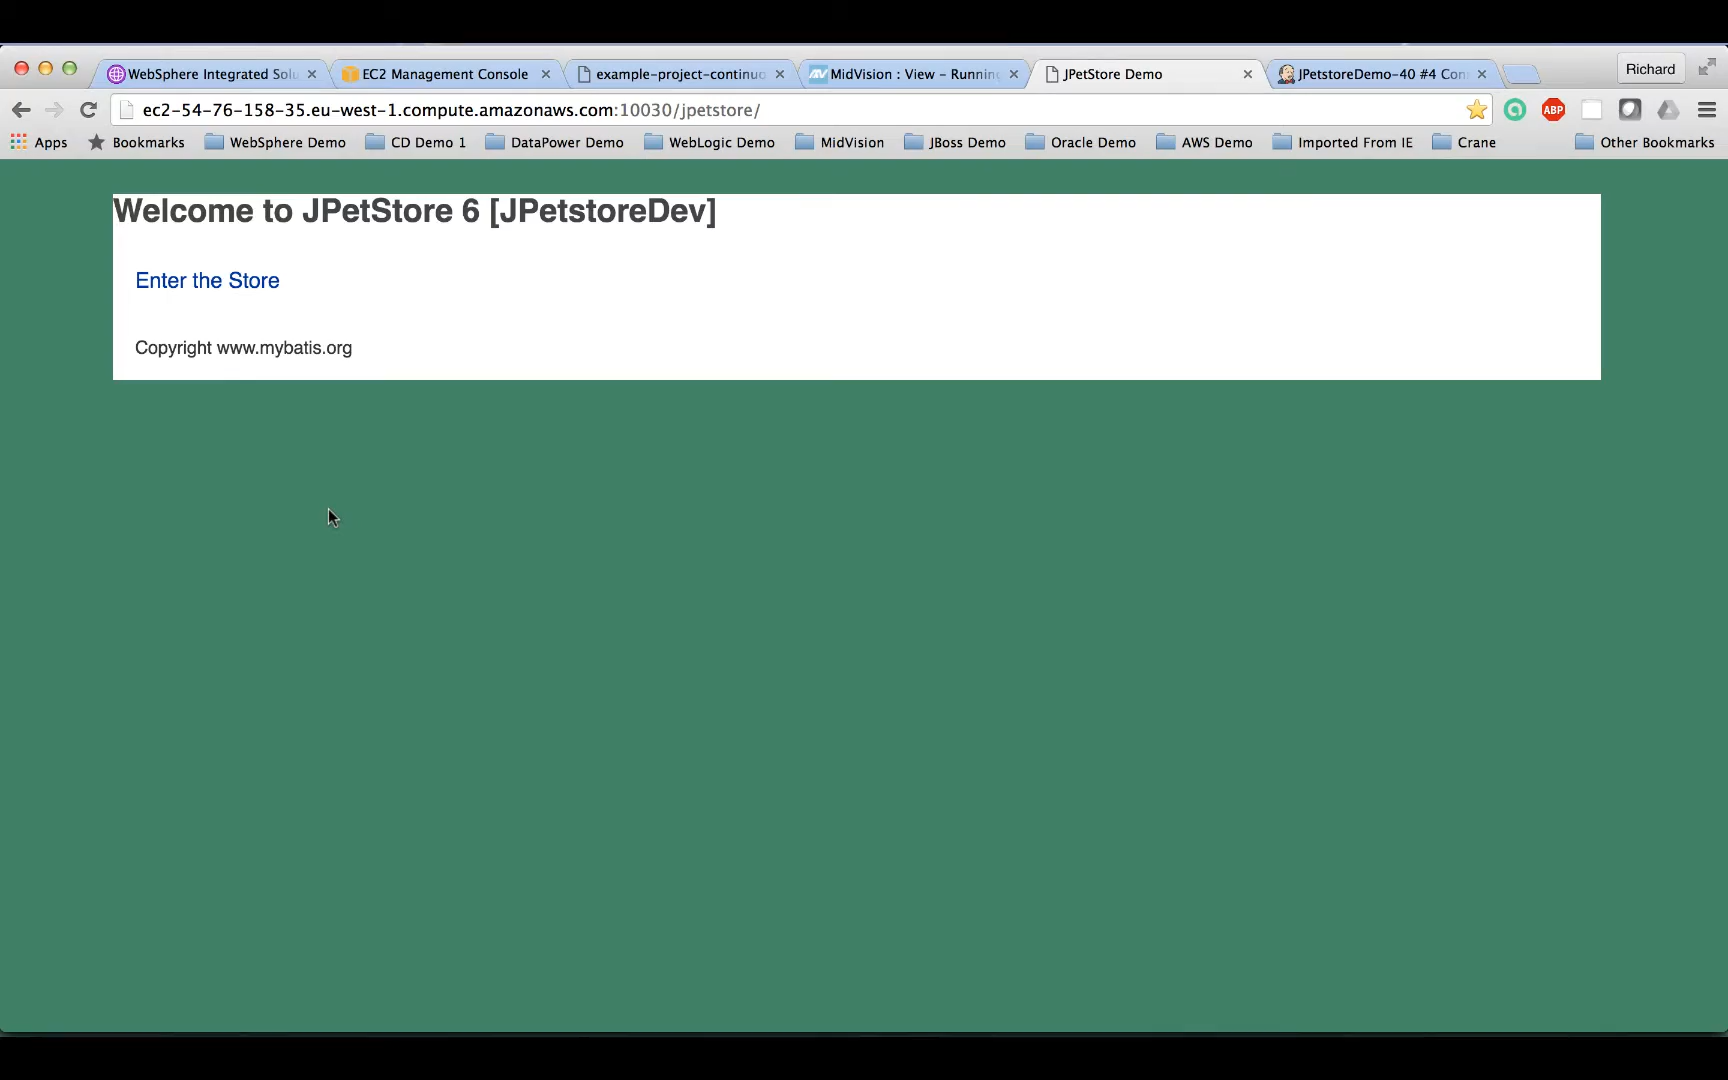 WebSphere Integrated Solu
EC2 Management Console
example-project-continuo
MidVision : View – Running
JPetStore Demo
JPetstoreDemo-40 #4 Con
Richard
ec2-54-76-158-35.eu-west-1.compute.amazonaws.com:10030/jpetstore/
ABP
Apps
Bookmarks
WebSphere Demo
CD Demo 1
DataPower Demo
WebLogic Demo
MidVision
JBoss Demo
Oracle Demo
AWS Demo
Imported From IE
Crane
Other Bookmarks
Welcome to JPetStore 6 [JPetstoreDev]
Enter the Store
Copyright www.mybatis.org